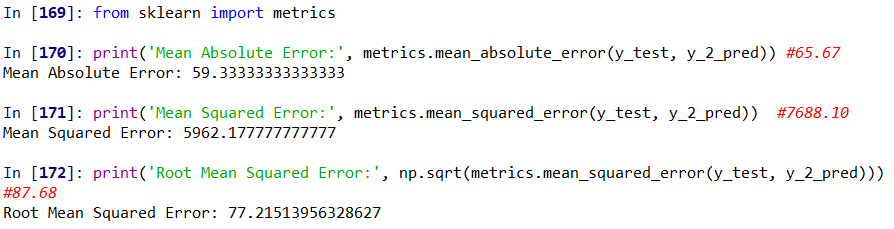 In [169]: from sklearn import metrics
In [170]: print('Mean Absolute Error:', metrics.mean_absolute_error(y_test, y_2_pred)) #65.67
Mean Absolute Error: 59.33333333333333
In [171]: print('Mean Squared Error:', metrics.mean_squared_error(y_test, y_2_pred))  #7688.10
Mean Squared Error: 5962.177777777777
In [172]: print('Root Mean Squared Error:', np.sqrt(metrics.mean_squared_error(y_test, y_2_pred)))
#87.68
Root Mean Squared Error: 77.21513956328627